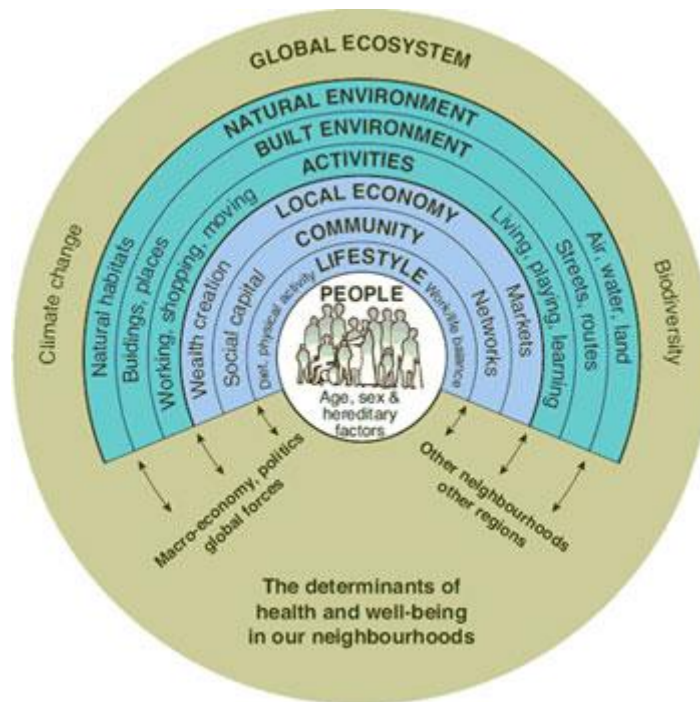 GLOBAL ECOSYSTEM
NATURAL ENVIRONMENT
BUILT ENVIRONMENT
ACTIVITIES
LOCAL ECONOMY
COMMUNITY
LIFESTYLE
PEOPLE
Age, sex &
hereditary
factors
Climate change
Natural habitats
Buidings, places
Working, shopping, moving
Wealth creation
Social capital
Diet, physical activity
Work/life balance
Networks
Markets
Living, playing, learning
Streets, routes
Air, water, land
Biodiversity
Macro-economy, politics
global forces
Other neighbourhoods
other regions
The determinants of
health and well-being
in our neighbourhoods